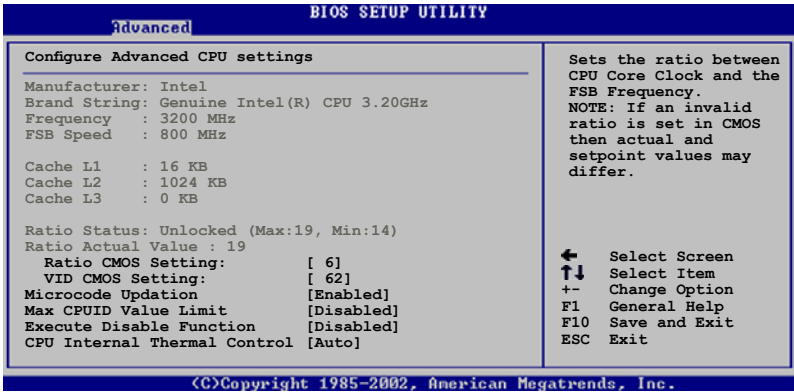 BIOS SETUP UTILITY
Advanced
Configure Advanced CPU settings
Manufacturer: Intel
Brand String: Genuine Intel(R) CPU 3.20GHz
Frequency : 3200 MHz
FSB Speed : 800 MHz
Cache L1 : 16 KB
Cache L2 : 1024 KB
Cache L3 : 0 KB
Ratio Status: Unlocked (Max:19, Min:14)
Ratio Actual Value : 19
Ratio CMOS Setting: [ 6]
VID CMOS Setting: [ 62]
Microcode Updation [Enabled]
Max CPUID Value Limit [Disabled]
Execute Disable Function [Disabled]
CPU Internal Thermal Control [Auto]
Sets the ratio between
CPU Core Clock and the
FSB Frequency.
NOTE: If an invalid
ratio is set in CMOS
then actual and
setpoint values may
differ.
← Select Screen
↑↓ Select Item
+- Change Option
F1 General Help
F10 Save and Exit
ESC Exit
(C)Copyright 1985-2002, American Megatrends, Inc.